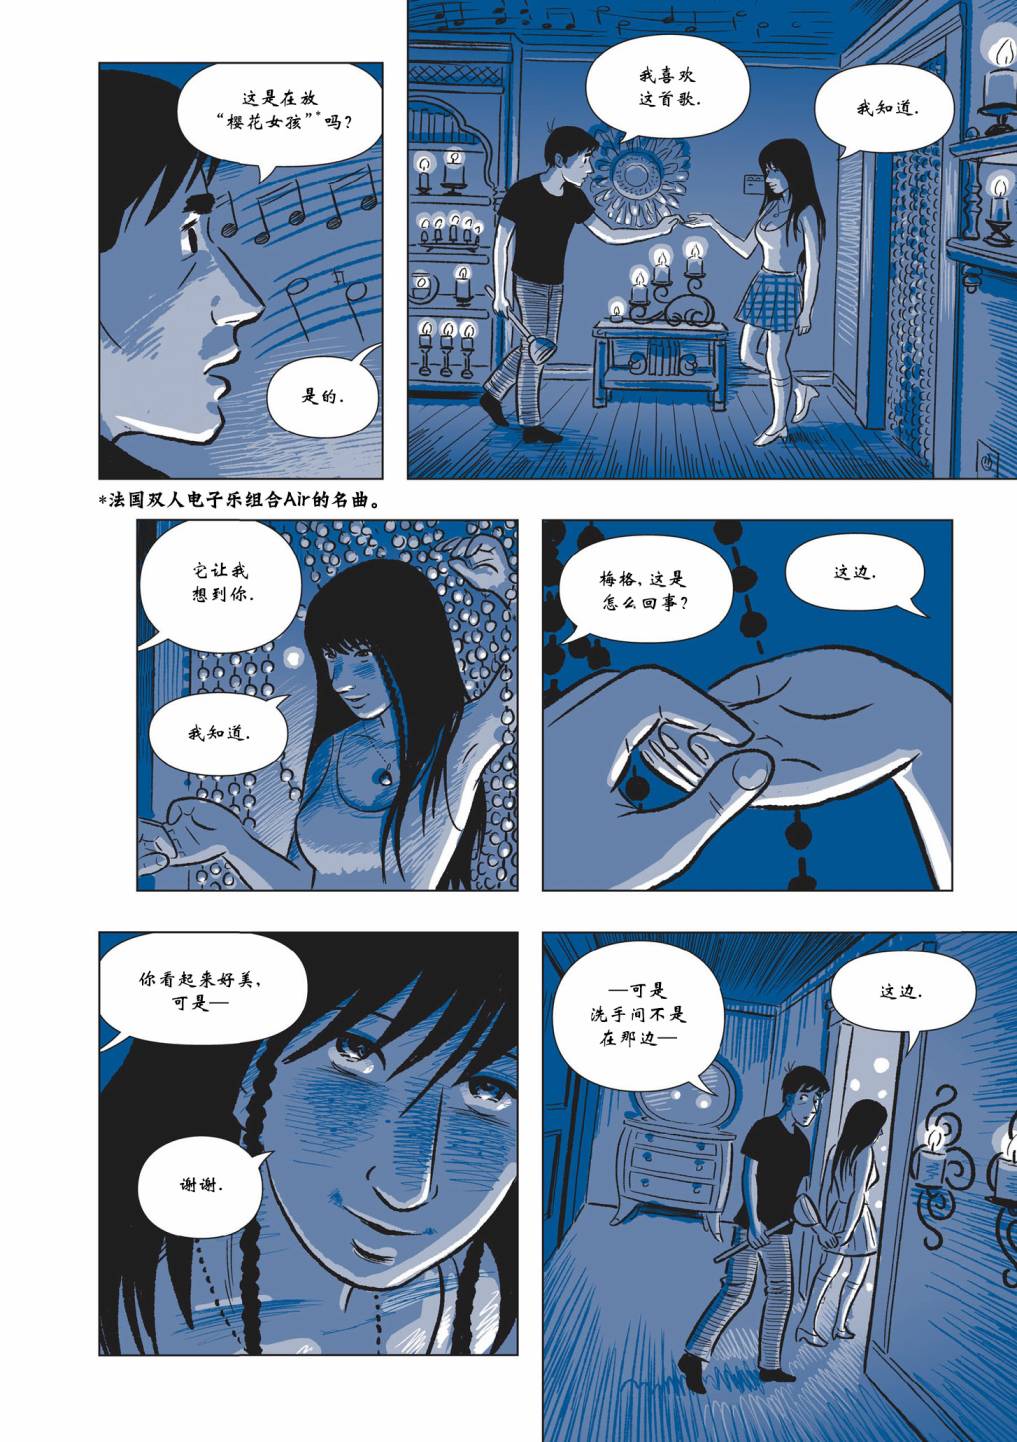 这是在放
“樱花女孩”*吗？
是的.
我喜欢
这首歌.
我知道.
*法国双人电子乐组合Air的名曲。
它让我
想到你.
我知道.
梅格，这是
怎么回事？
这边.
你看起来好美，
可是—
谢谢.
—可是
洗手间不是
在那边—
这边.